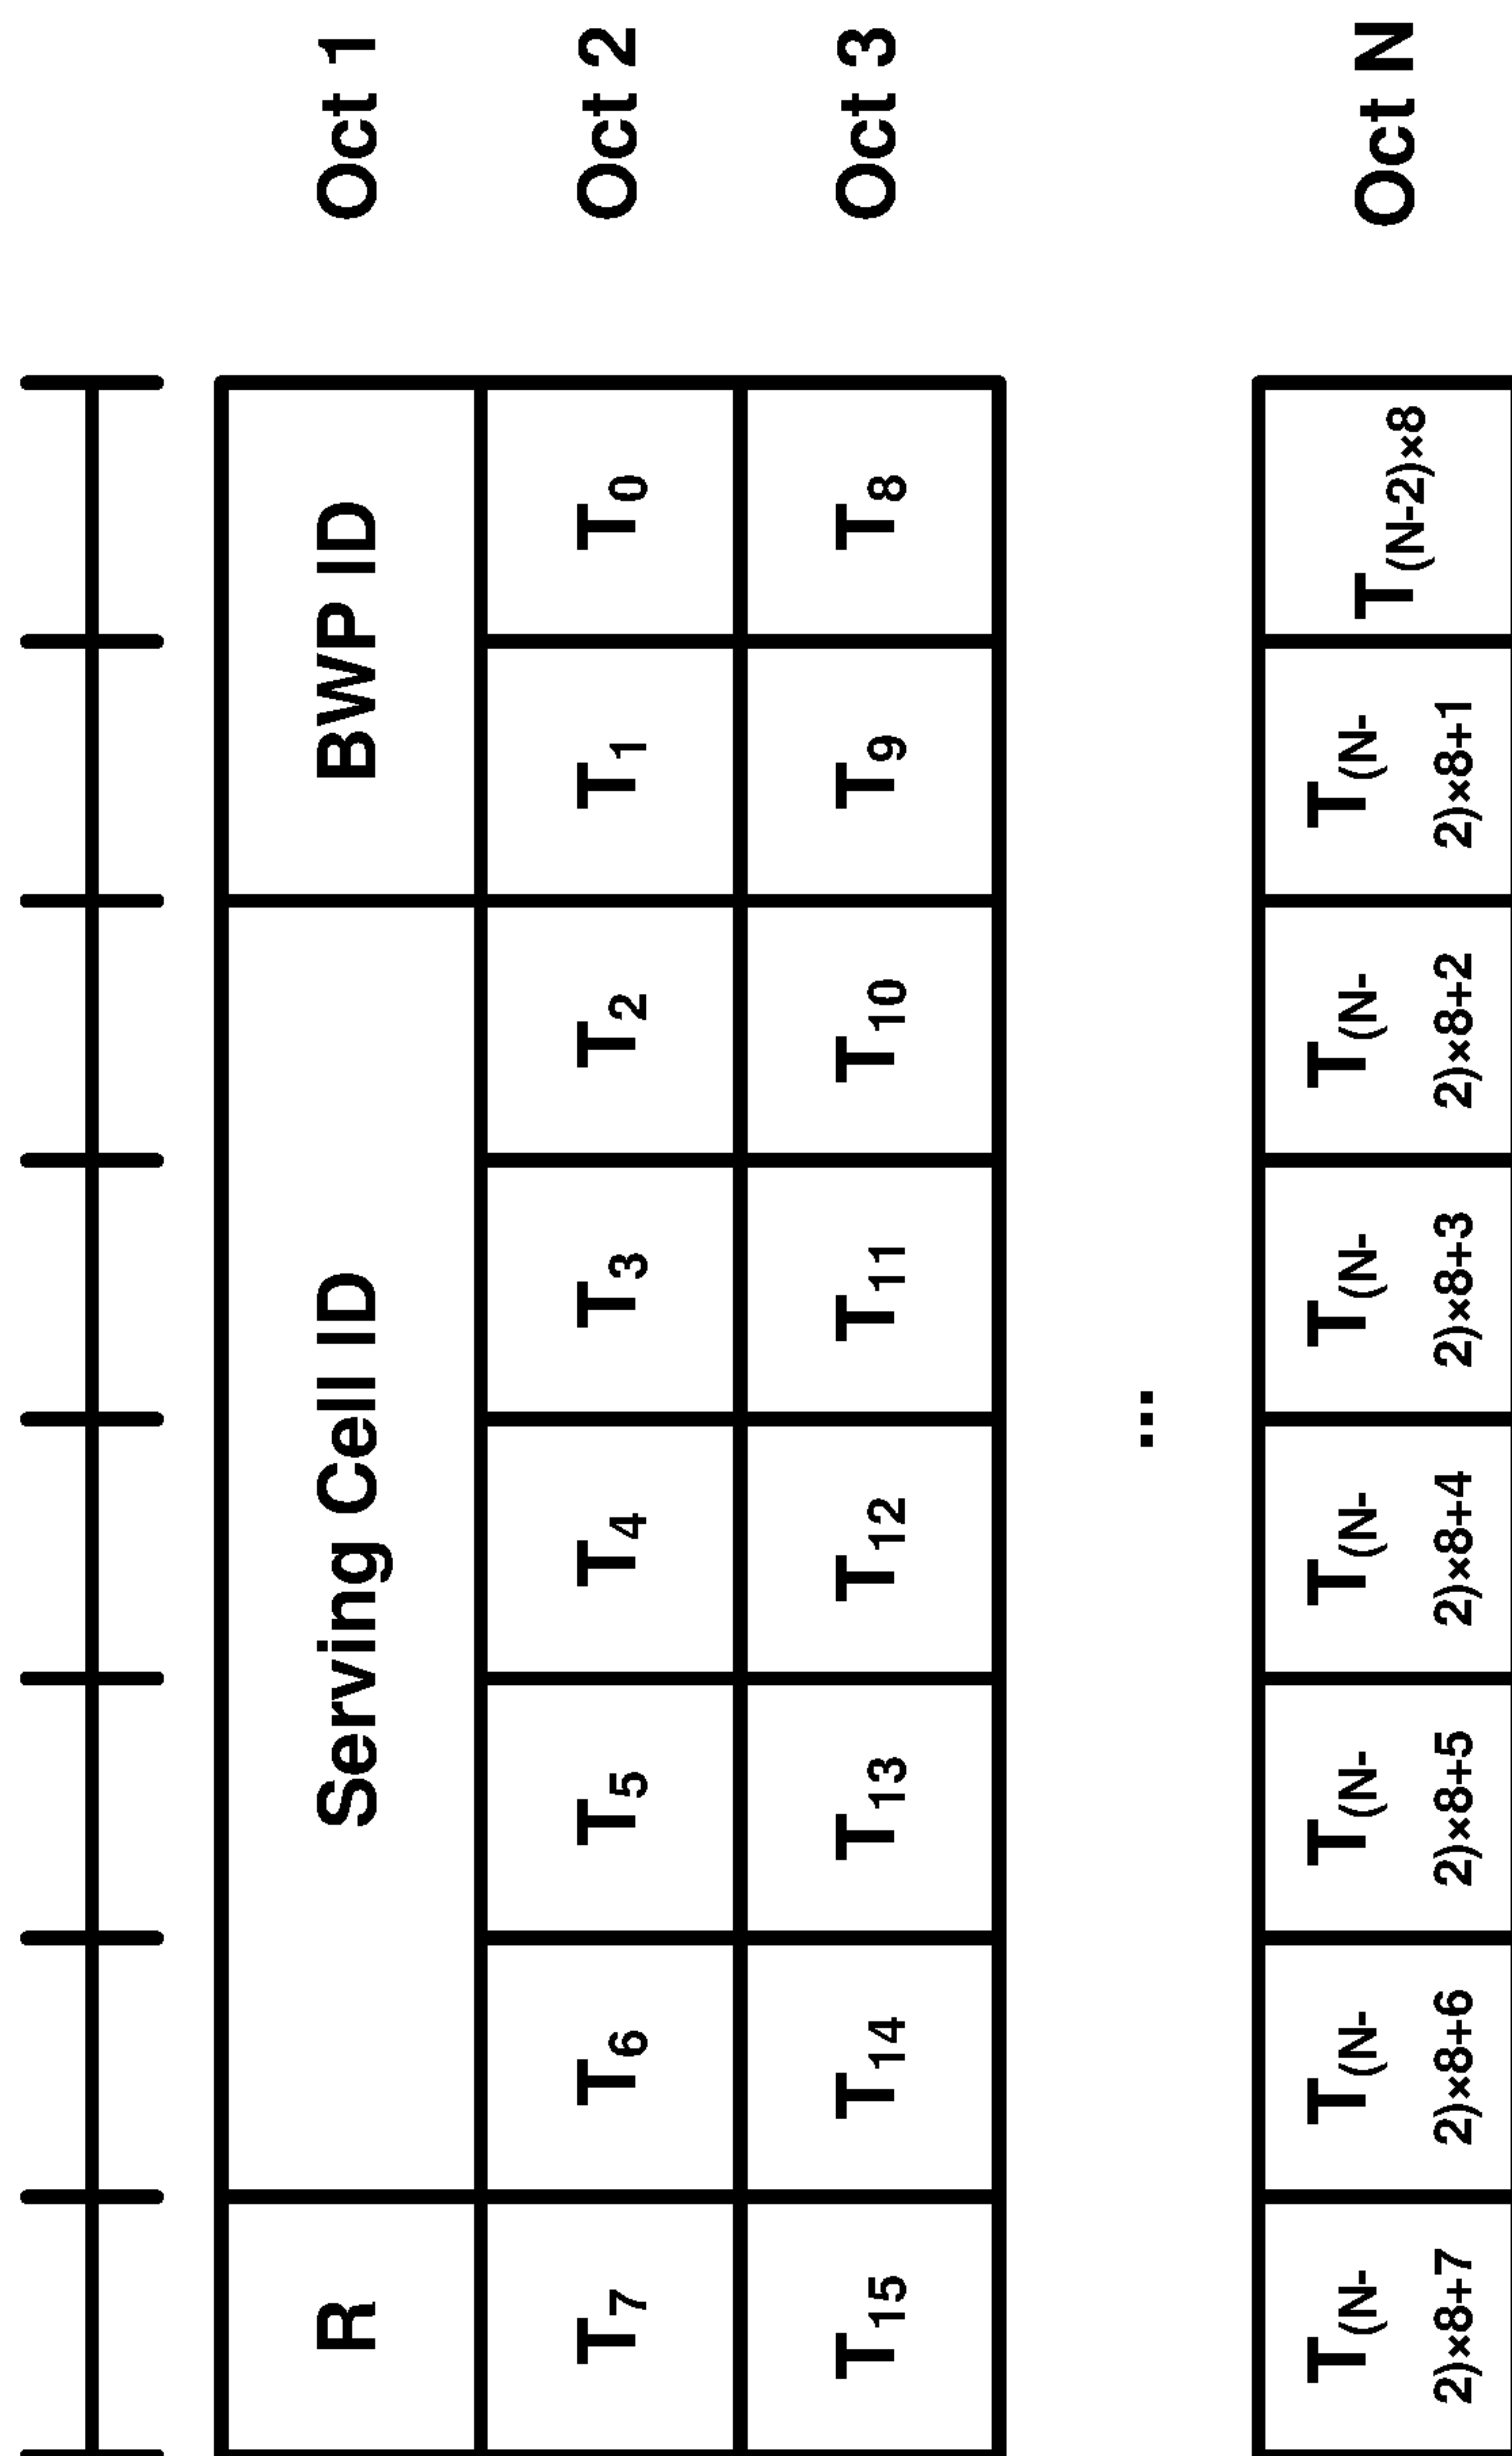 R Serving Cell ID BWP ID Oct 1
T7 T6 T5 T4 T3 T2 T1 T0 Oct 2
T15 T14 T13 T12 T11 T10 T9 T8 Oct 3
...
T(N-2)×8+7 T(N-2)×8+6 T(N-2)×8+5 T(N-2)×8+4 T(N-2)×8+3 T(N-2)×8+2 T(N-2)×8+1 T(N-2)×8 Oct N